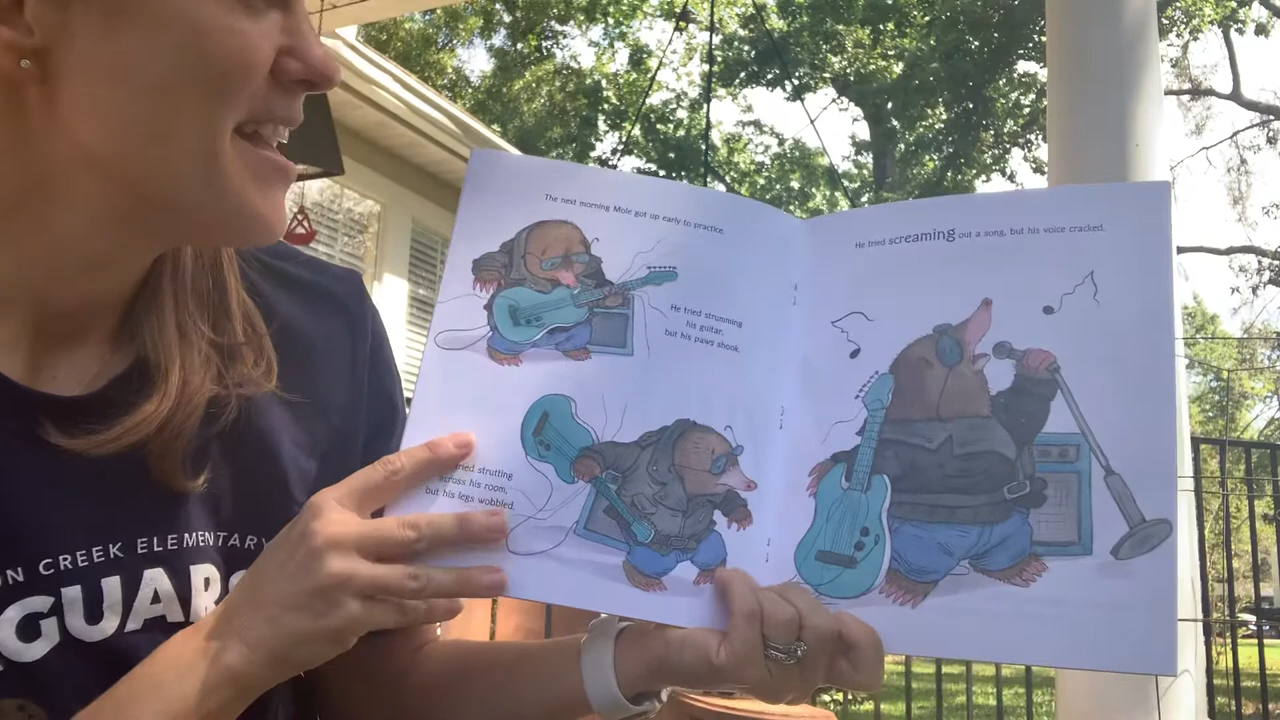 The next morning Mole got up early to practice.
He tried strumming
his guitar,
but his paws shook.
tried strutting
across his room,
but his legs wobbled.
He tried screaming out a song, but his voice cracked.
CREEK ELEMENTARY